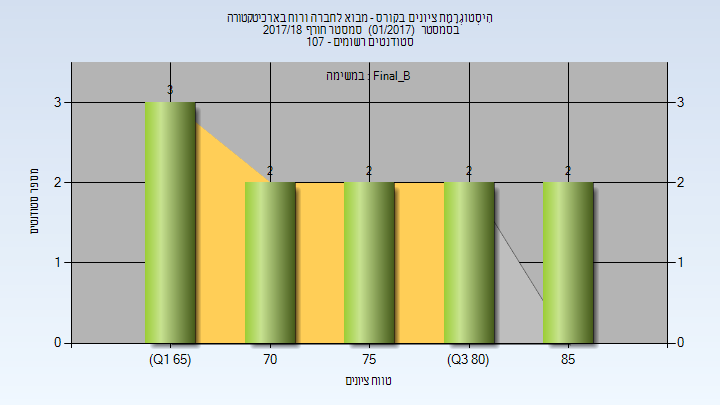 הִיסְטוֹגְרַמַת ציונים בקורס - מבוא לחברה ורוח בארכיטקטורה
בסמסטר (01/2017) סמסטר חורף 2017/18
סטודנטים רשומים - 107
במשימה : Final_B
3 2 2 2 2
3 3
2 2
1 1
0 0
מספר סטודנטים
(Q1 65) 70 75 (Q3 80) 85
טווח ציונים